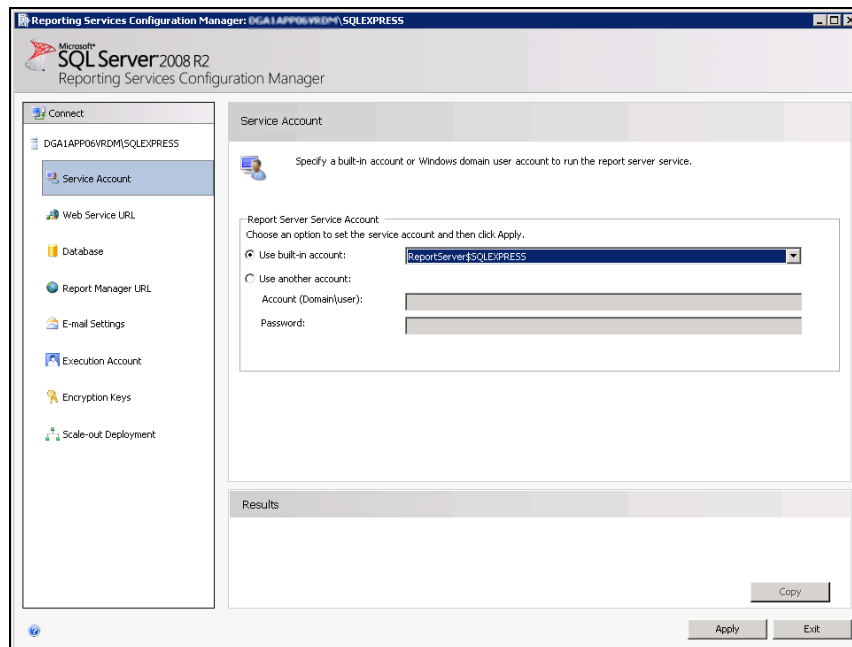 Reporting Services Configuration Manager: DGA1APP06VRDM\SQLEXPRESS
Microsoft®
SQL Server® 2008 R2
Reporting Services Configuration Manager
Connect
DGA1APP06VRDM\SQLEXPRESS
Service Account
Web Service URL
Database
Report Manager URL
E-mail Settings
Execution Account
Encryption Keys
Scale-out Deployment
Service Account
Specify a built-in account or Windows domain user account to run the report server service.
Report Server Service Account
Choose an option to set the service account and then click Apply.
Use built-in account:
ReportServer$SQLEXPRESS
Use another account:
Account (Domain\user):
Password:
Results
Copy
Apply
Exit